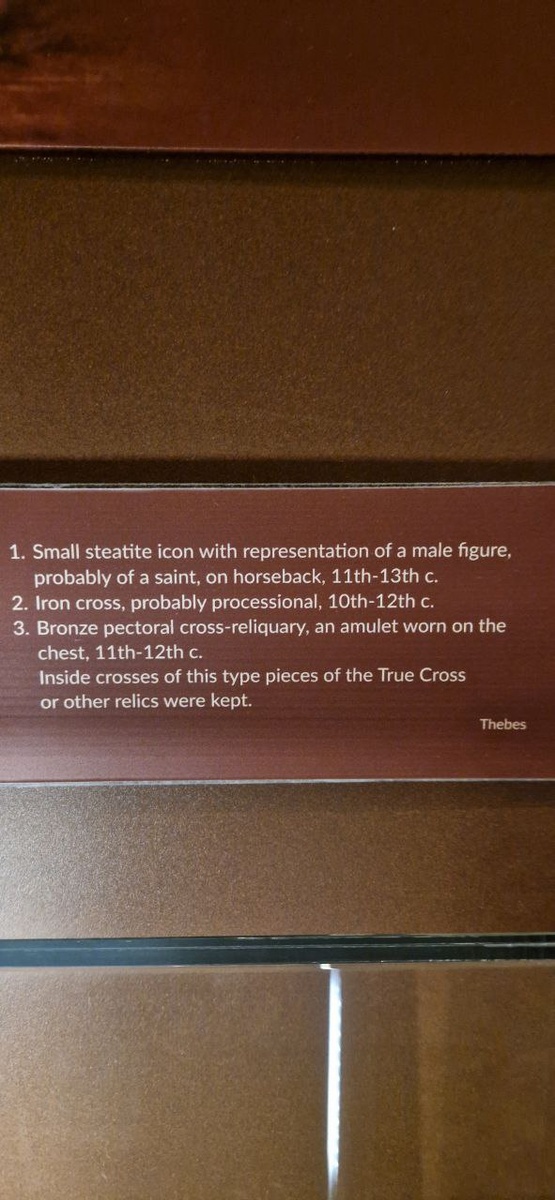 1. Small steatite icon with representation of a male figure,
probably of a saint, on horseback, 11th-13th c.
2. Iron cross, probably processional, 10th-12th c.
3. Bronze pectoral cross-reliquary, an amulet worn on the
chest, 11th-12th c.
Inside crosses of this type pieces of the True Cross
or other relics were kept.
Thebes